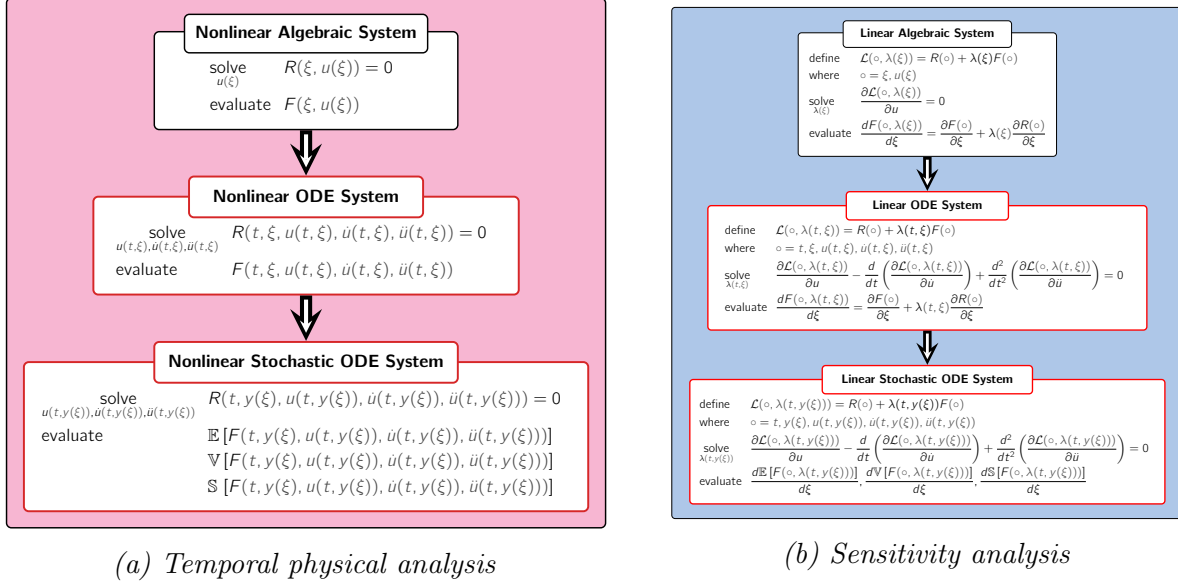 Nonlinear Algebraic System
solve R(ξ, u(ξ)) = 0
u(ξ)
evaluate F(ξ, u(ξ))
Nonlinear ODE System
solve R(t, ξ, u(t, ξ), u̇(t, ξ), ü(t, ξ)) = 0
u(t,ξ),u̇(t,ξ),ü(t,ξ)
evaluate F(t, ξ, u(t, ξ), u̇(t, ξ), ü(t, ξ))
Nonlinear Stochastic ODE System
solve R(t, y(ξ), u(t, y(ξ)), u̇(t, y(ξ)), ü(t, y(ξ))) = 0
u(t,y(ξ)),u̇(t,y(ξ)),ü(t,y(ξ))
evaluate 𝔼 [F(t, y(ξ), u(t, y(ξ)), u̇(t, y(ξ)), ü(t, y(ξ)))]
𝕍 [F(t, y(ξ), u(t, y(ξ)), u̇(t, y(ξ)), ü(t, y(ξ)))]
𝕊 [F(t, y(ξ), u(t, y(ξ)), u̇(t, y(ξ)), ü(t, y(ξ)))]
(a) Temporal physical analysis
Linear Algebraic System
define ℒ(∘, λ(ξ)) = R(∘) + λ(ξ)F(∘)
where ∘ = ξ, u(ξ)
solve ∂ℒ(∘, λ(ξ))/∂u = 0
λ(ξ)
evaluate dF(∘, λ(ξ))/dξ = ∂F(∘)/∂ξ + λ(ξ) ∂R(∘)/∂ξ
Linear ODE System
define ℒ(∘, λ(t, ξ)) = R(∘) + λ(t, ξ)F(∘)
where ∘ = t, ξ, u(t, ξ), u̇(t, ξ), ü(t, ξ)
solve ∂ℒ(∘, λ(t, ξ))/∂u − d/dt (∂ℒ(∘, λ(t, ξ))/∂u̇) + d²/dt² (∂ℒ(∘, λ(t, ξ))/∂ü) = 0
λ(t,ξ)
evaluate dF(∘, λ(t, ξ))/dξ = ∂F(∘)/∂ξ + λ(t, ξ) ∂R(∘)/∂ξ
Linear Stochastic ODE System
define ℒ(∘, λ(t, y(ξ))) = R(∘) + λ(t, y(ξ))F(∘)
where ∘ = t, y(ξ), u(t, y(ξ)), u̇(t, y(ξ)), ü(t, y(ξ))
solve ∂ℒ(∘, λ(t, y(ξ)))/∂u − d/dt (∂ℒ(∘, λ(t, y(ξ)))/∂u̇) + d²/dt² (∂ℒ(∘, λ(t, y(ξ)))/∂ü) = 0
λ(t,y(ξ))
evaluate d𝔼 [F(∘, λ(t, y(ξ)))]/dξ, d𝕍 [F(∘, λ(t, y(ξ)))]/dξ, d𝕊 [F(∘, λ(t, y(ξ)))]/dξ
(b) Sensitivity analysis